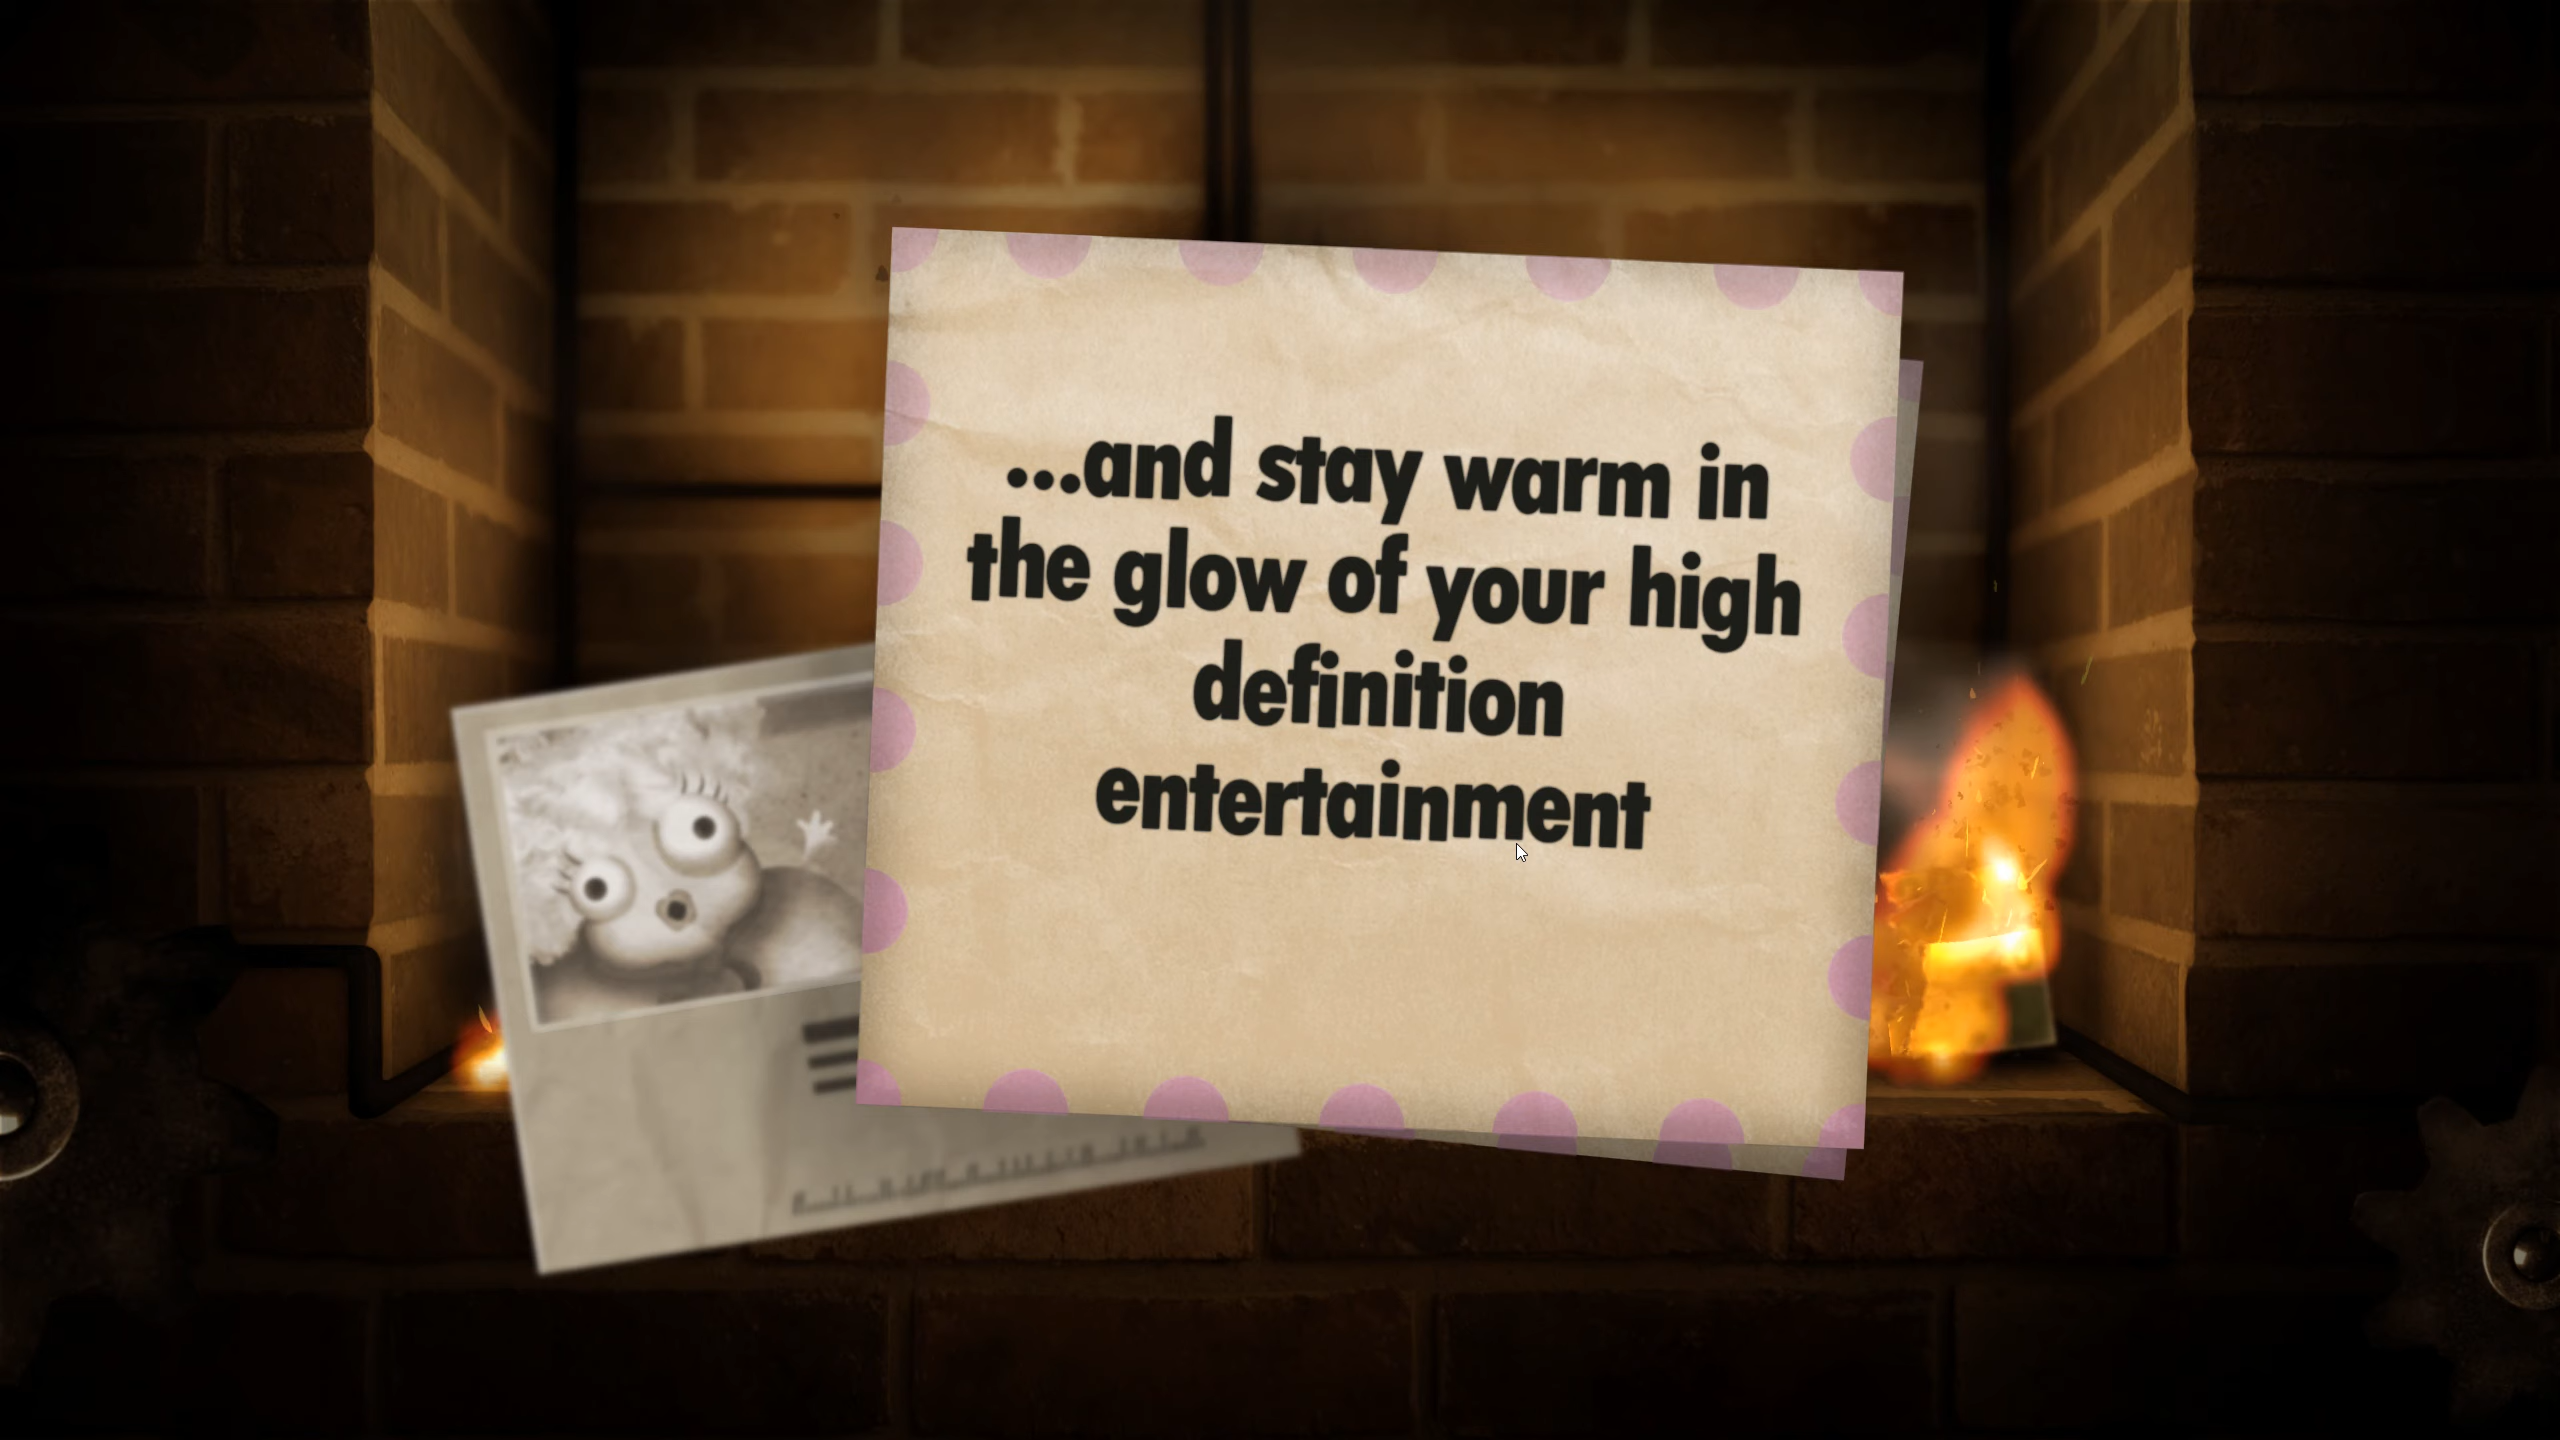 ...and stay warm in
the glow of your high
definition
entertainment